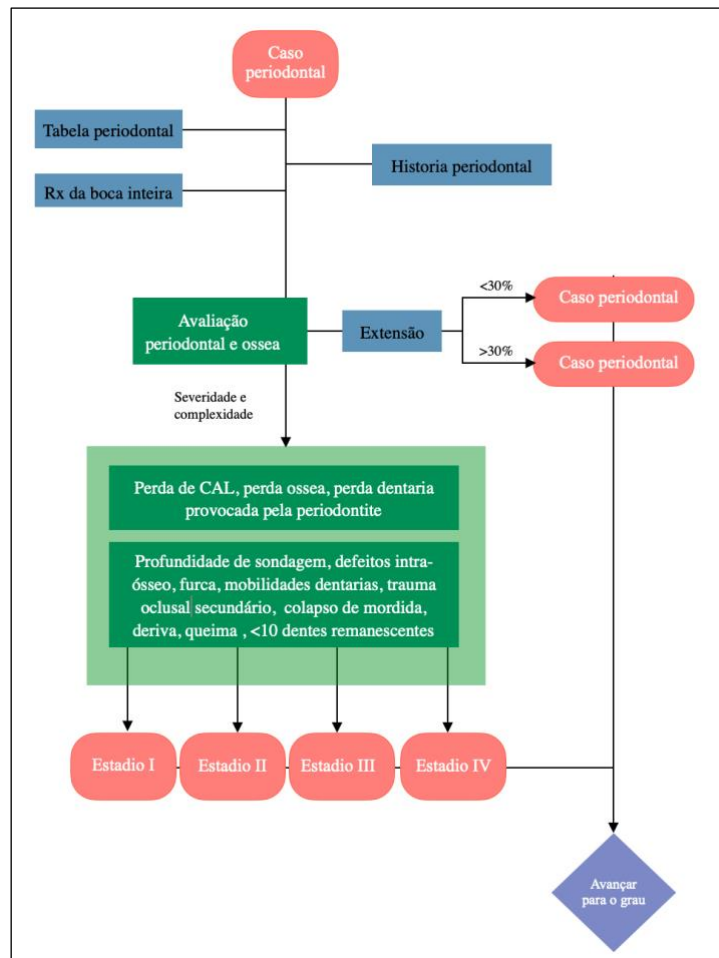 Caso
periodontal
Tabela periodontal
Historia periodontal
Rx da boca inteira
<30%
Caso periodontal
Avaliação
periodontal e ossea
Extensão
>30%
Caso periodontal
Severidade e
complexidade
Perda de CAL, perda ossea, perda dentaria
provocada pela periodontite
Profundidade de sondagem, defeitos intra-
ósseo, furca, mobilidades dentarias, trauma
oclusal secundário, colapso de mordida,
deriva, queima , <10 dentes remanescentes
Estadio I
Estadio II
Estadio III
Estadio IV
Avançar
para o grau